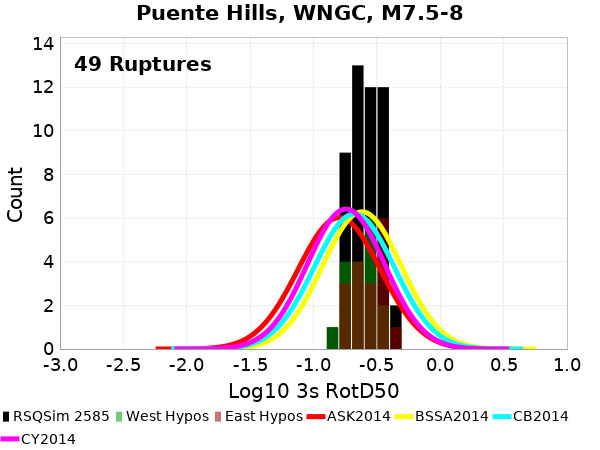 Puente Hills, WNGC, M7.5-8
49 Ruptures
14
12
10
8
6
4
2
0
Count
-3.0 -2.5 -2.0 -1.5 -1.0 -0.5 0.0 0.5 1.0
Log10 3s RotD50
RSQSim 2585 West Hypos East Hypos ASK2014 BSSA2014 CB2014
CY2014